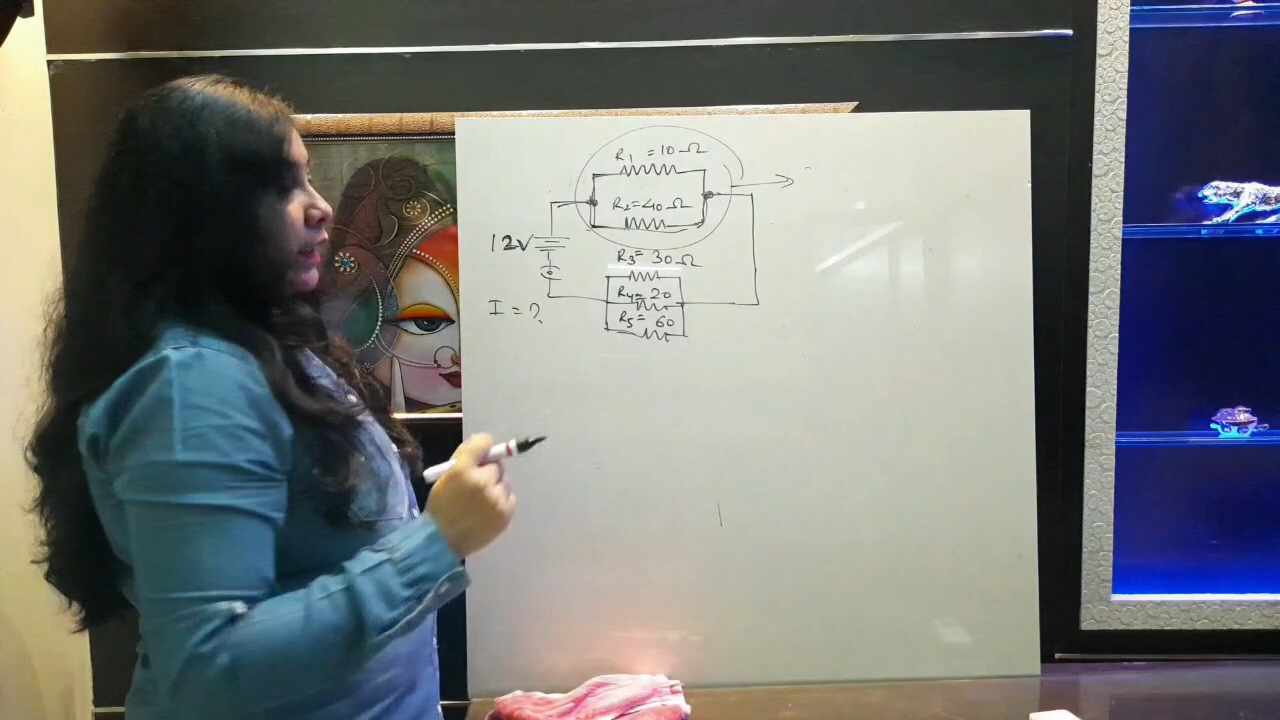 R₁ = 10 Ω
R₂ = 40 Ω
12V
R₃ = 30 Ω
R₄ = 20
I = ?
R₅ = 60